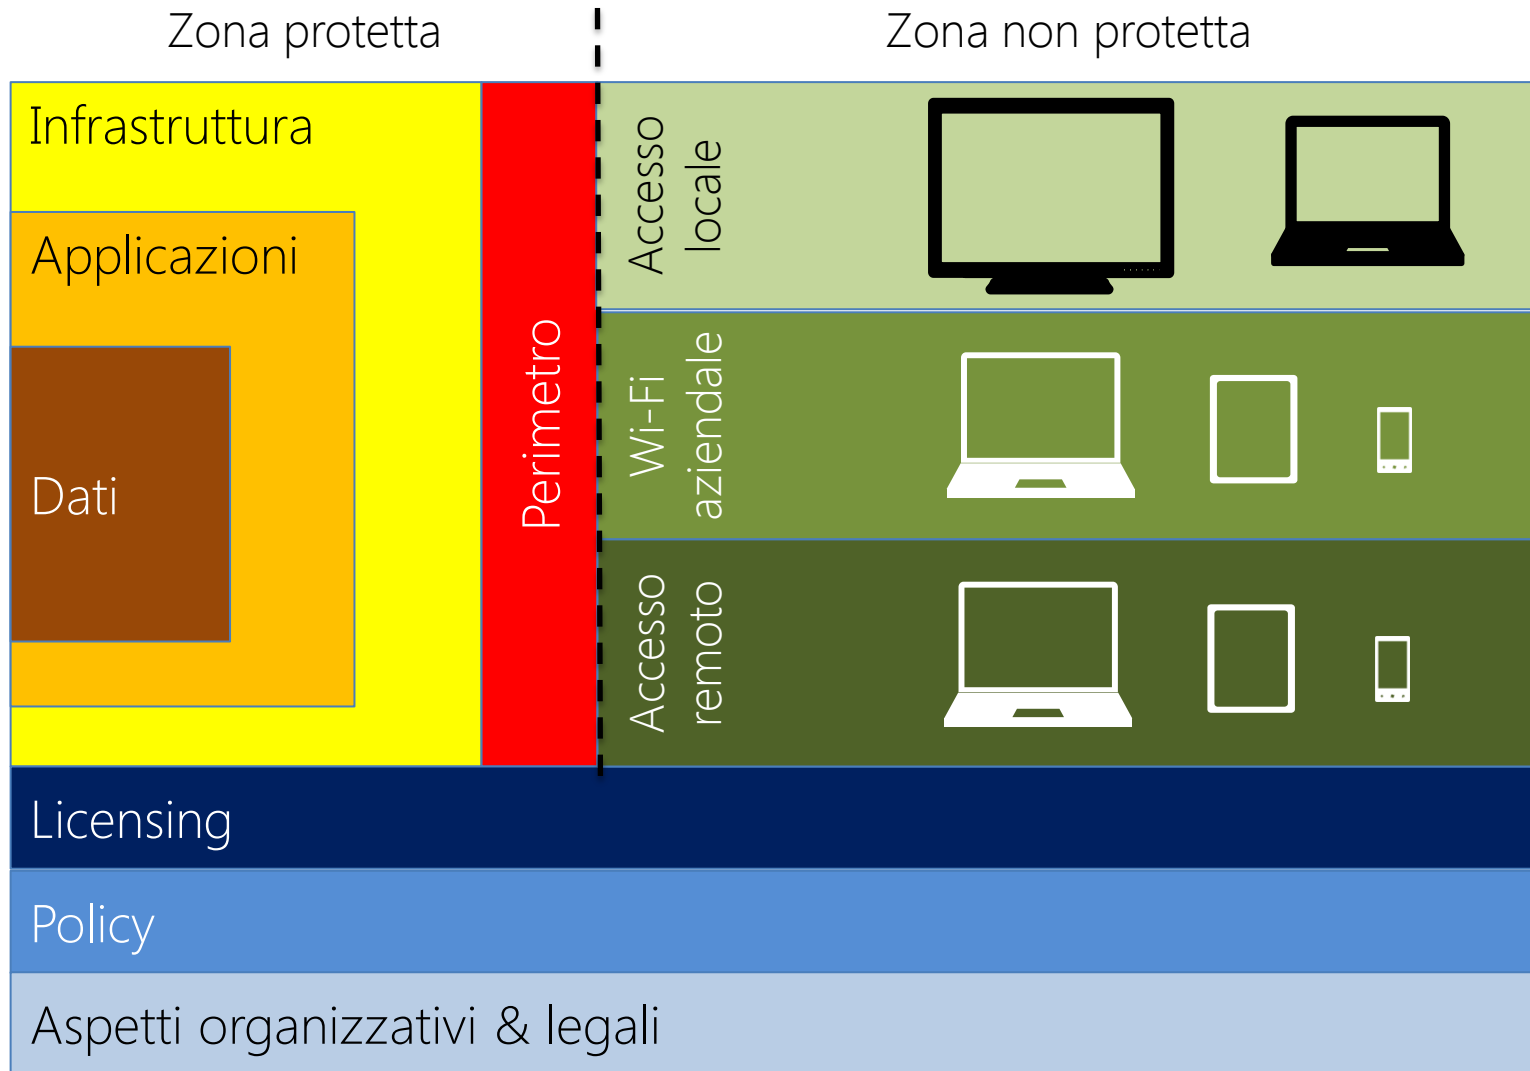 Zona protetta
Zona non protetta
Infrastruttura
Applicazioni
Dati
Perimetro
Accesso
locale
Wi-Fi
aziendale
Accesso
remoto
Licensing
Policy
Aspetti organizzativi & legali